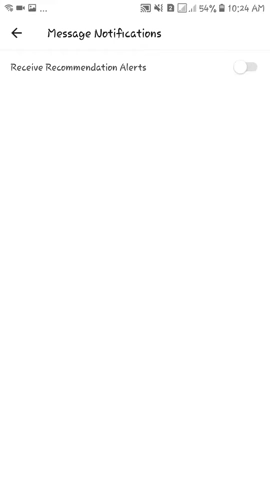 ... 54% 10:24 AM
Message Notifications
Receive Recommendation Alerts